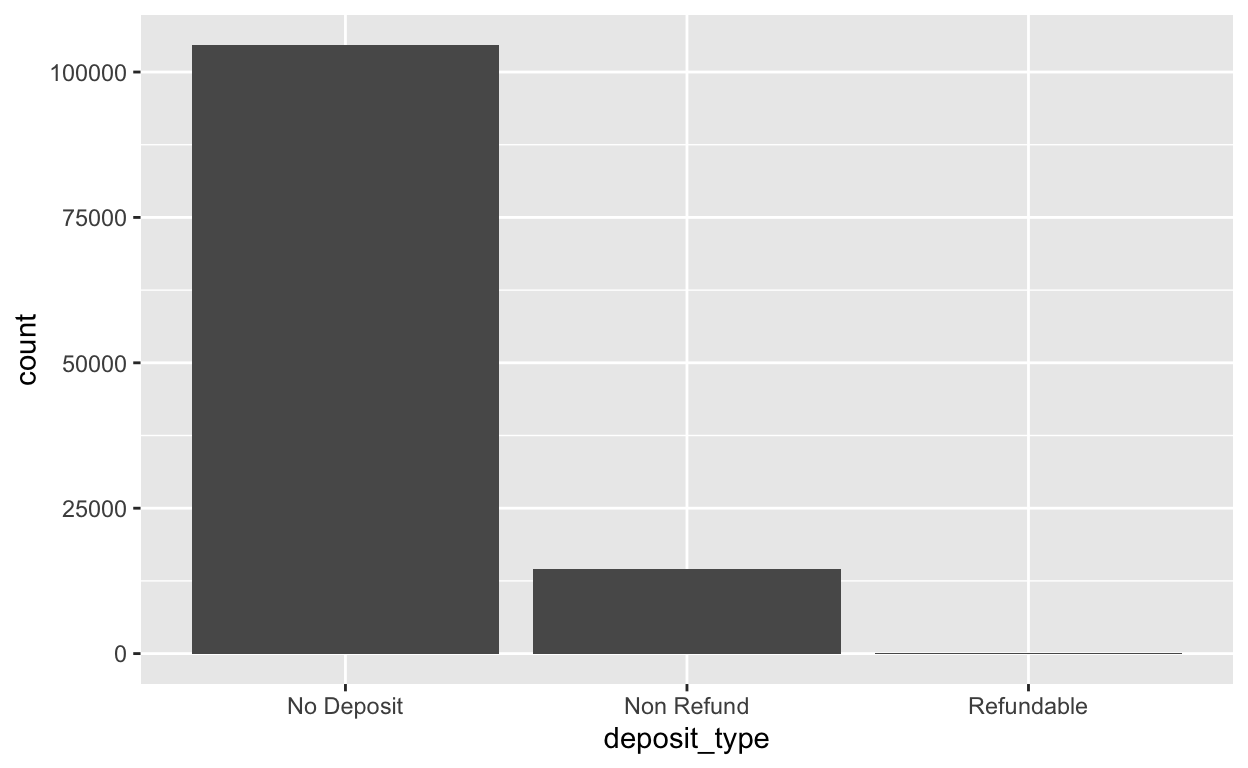 100000
75000
50000
25000
0
count
No Deposit
Non Refund
Refundable
deposit_type